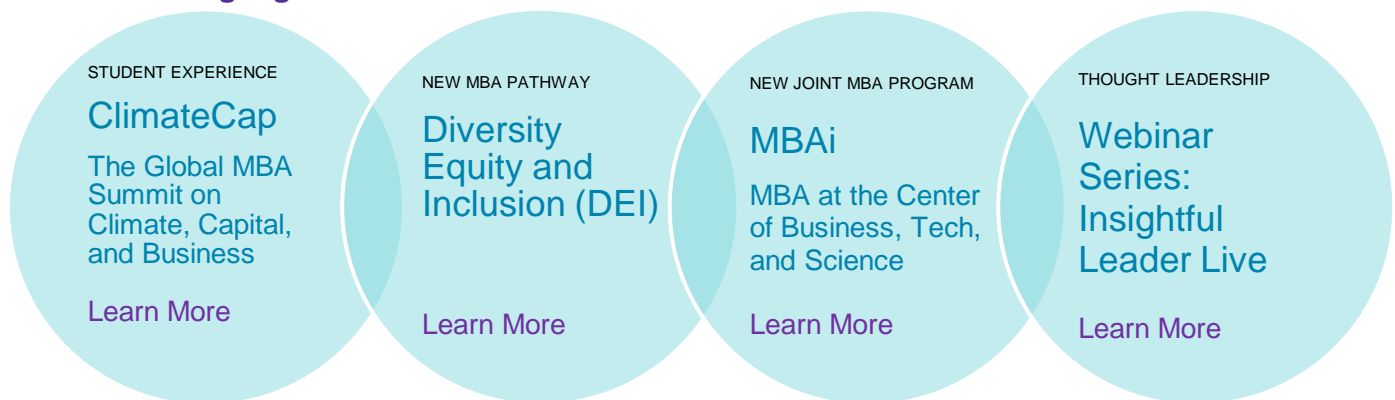 STUDENT EXPERIENCE
ClimateCap
The Global MBA
Summit on
Climate, Capital,
and Business
Learn More
NEW MBA PATHWAY
Diversity
Equity and
Inclusion (DEI)
Learn More
NEW JOINT MBA PROGRAM
MBAi
MBA at the Center
of Business, Tech,
and Science
Learn More
THOUGHT LEADERSHIP
Webinar
Series:
Insightful
Leader Live
Learn More